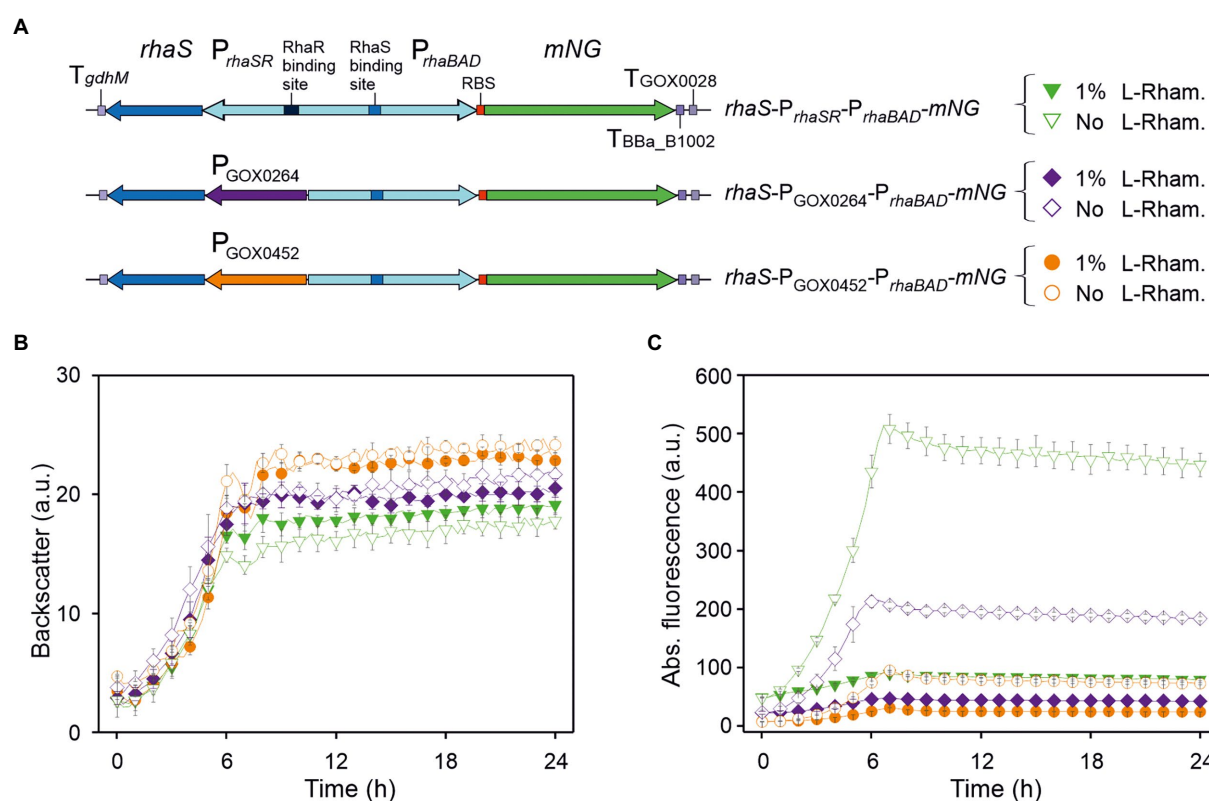 A
rhaS
PrhaSR
RhaR binding site
RhaS binding site
PrhaBAD
mNG
TgdhM
RBS
TGOX0028
TBBa_B1002
rhaS-PrhaSR-PrhaBAD-mNG
1% L-Rham.
No L-Rham.
PGOX0264
rhaS-PGOX0264-PrhaBAD-mNG
1% L-Rham.
No L-Rham.
PGOX0452
rhaS-PGOX0452-PrhaBAD-mNG
1% L-Rham.
No L-Rham.
B
30
20
10
0
Backscatter (a.u.)
0 6 12 18 24
Time (h)
C
600
500
400
300
200
100
0
Abs. fluorescence (a.u.)
0 6 12 18 24
Time (h)